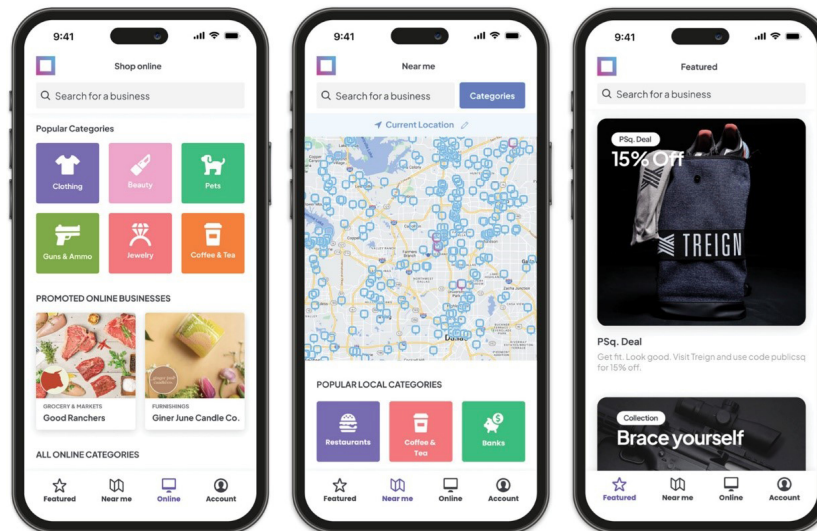 9:41
Shop online
Search for a business
Popular Categories
Clothing
Beauty
Pets
Guns & Ammo
Jewelry
Coffee & Tea
PROMOTED ONLINE BUSINESSES
GROCERY & MARKETS
Good Ranchers
FURNISHINGS
Giner June Candle Co.
ALL ONLINE CATEGORIES
Featured
Near me
Online
Account
9:41
Near me
Search for a business
Categories
Current Location
POPULAR LOCAL CATEGORIES
Restaurants
Coffee &
Tea
Banks
Featured
Near me
Online
Account
9:41
Featured
Search for a business
PSq. Deal
15% Off
TREIGN
PSq. Deal
Get fit. Look good. Visit Treign and use code publicsq
for 15% off.
Collection
Brace yourself
Featured
Near me
Online
Account